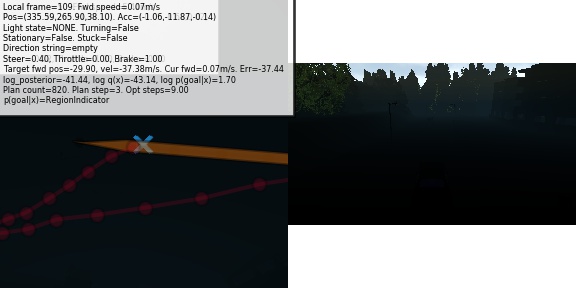 Local frame=109. Fwd speed=0.07m/s
Pos=(335.59,265.90,38.10). Acc=(-1.06,-11.87,-0.14)
Light state=NONE. Turning=False
Stationary=False. Stuck=False
Direction string=empty
Steer=0.40, Throttle=0.00, Brake=1.00
Target fwd pos=-29.90, vel=-37.38m/s. Cur fwd=0.07m/s. Err=-37.44
log_posterior=-41.44, log q(x)=-43.14, log p(goal|x)=1.70
Plan count=820. Plan step=3. Opt steps=9.00
p(goal|x)=RegionIndicator